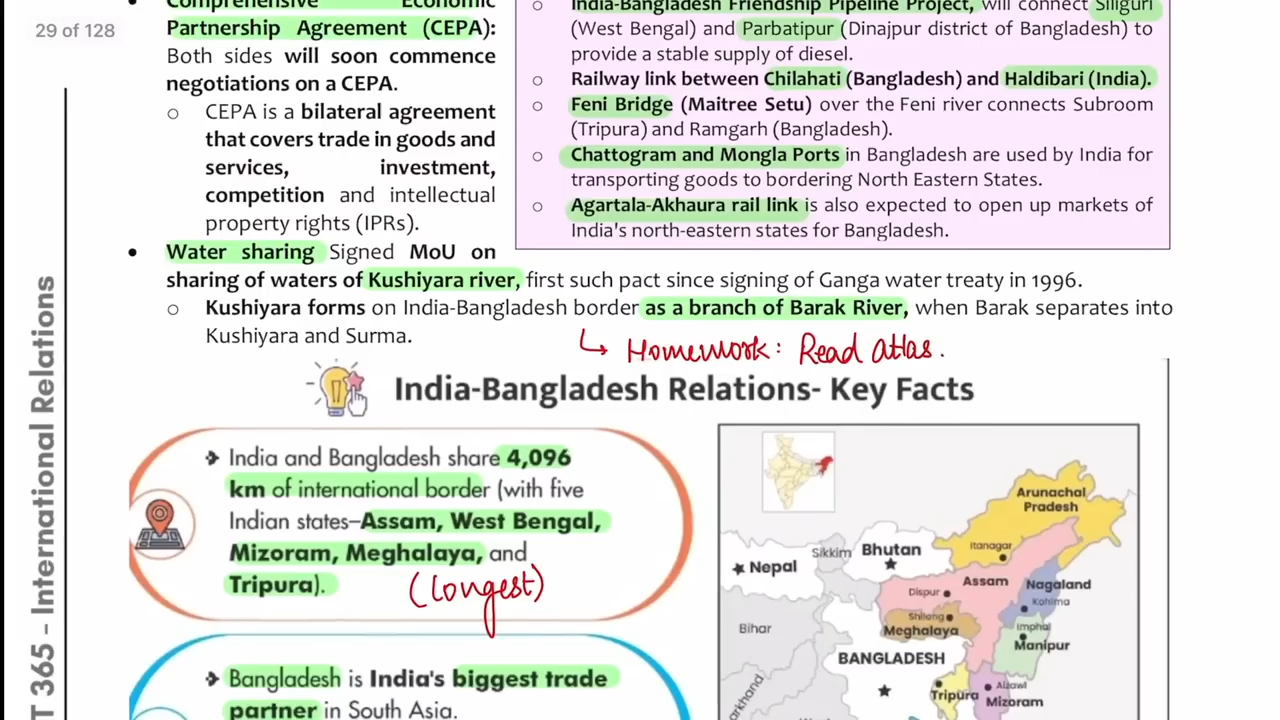 29 of 128
Comprehensive Economic
Partnership Agreement (CEPA):
Both sides will soon commence
negotiations on a CEPA.
CEPA is a bilateral agreement
that covers trade in goods and
services, investment,
competition and intellectual
property rights (IPRs).
India-Bangladesh Friendship Pipeline Project, will connect Siliguri
(West Bengal) and Parbatipur (Dinajpur district of Bangladesh) to
provide a stable supply of diesel.
Railway link between Chilahati (Bangladesh) and Haldibari (India).
Feni Bridge (Maitree Setu) over the Feni river connects Subroom
(Tripura) and Ramgarh (Bangladesh).
Chattogram and Mongla Ports in Bangladesh are used by India for
transporting goods to bordering North Eastern States.
Agartala-Akhaura rail link is also expected to open up markets of
India's north-eastern states for Bangladesh.
Water sharing Signed MoU on
sharing of waters of Kushiyara river, first such pact since signing of Ganga water treaty in 1996.
Kushiyara forms on India-Bangladesh border as a branch of Barak River, when Barak separates into
Kushiyara and Surma.
Homework: Read atlas.
India-Bangladesh Relations- Key Facts
India and Bangladesh share 4,096
km of international border (with five
Indian states–Assam, West Bengal,
Mizoram, Meghalaya, and
Tripura).
(longest)
Bangladesh is India's biggest trade
partner in South Asia.
Arunachal
Pradesh
Itanagar
Sikkim
Bhutan
Nepal
Assam
Dispur
Nagaland
Kohima
Shillong
Meghalaya
Imphal
Manipur
Bihar
BANGLADESH
Tripura
Aizawl
Mizoram
arkhand
T 365 - International Relations